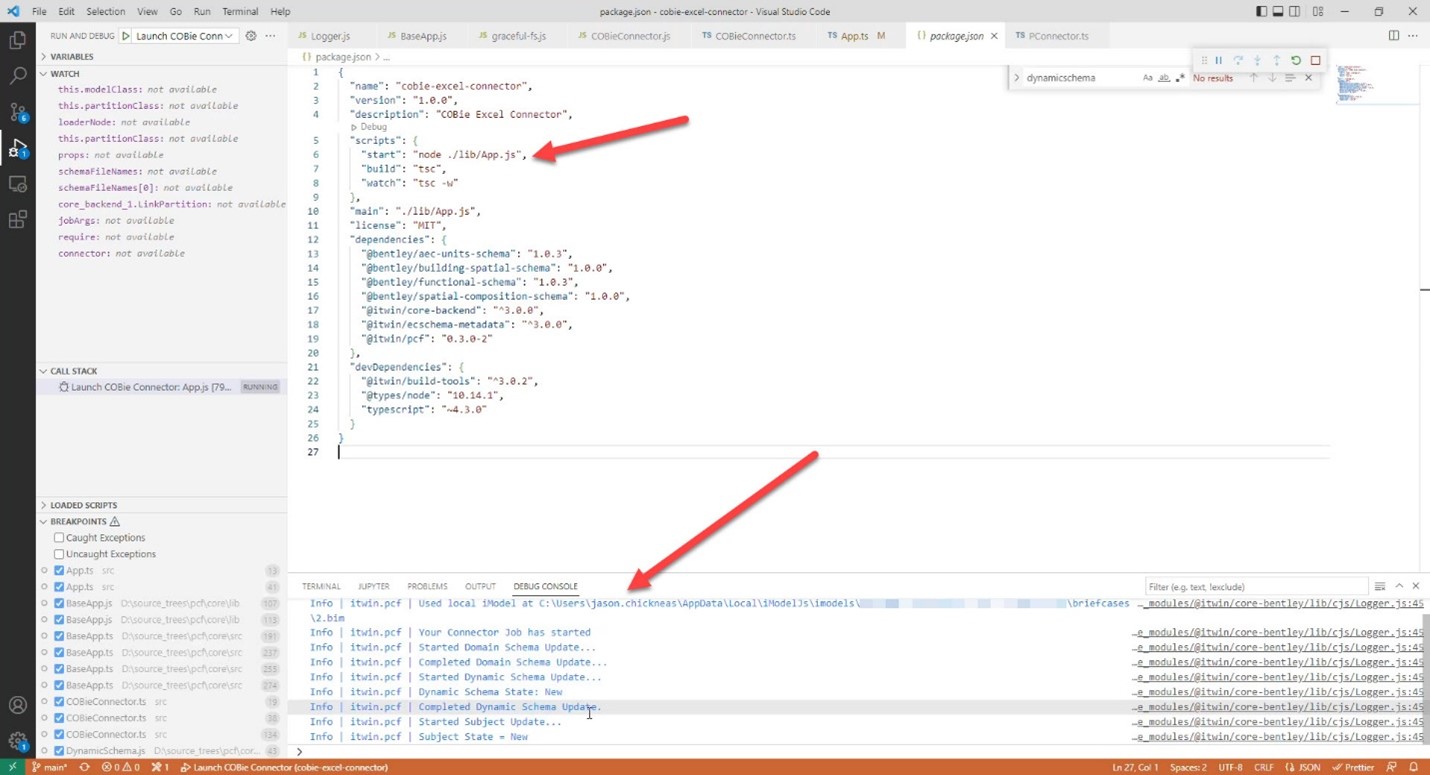 File Edit Selection View Go Run Terminal Help
package.json - cobie-excel-connector - Visual Studio Code
RUN AND DEBUG Launch COBie Conn
VARIABLES
WATCH
this.modelClass: not available
this.partitionClass: not available
loaderNode: not available
this.partitionClass: not available
props: not available
schemaFileNames: not available
schemaFileNames[0]: not available
core_backend_1.LinkPartition: not available
jobArgs: not available
require: not available
connector: not available
CALL STACK
Launch COBie Connector: App.js [79... RUNNING
LOADED SCRIPTS
BREAKPOINTS
Caught Exceptions
Uncaught Exceptions
App.ts src 13
App.ts src 41
BaseApp.js D:\source_trees\pcf\core\lib 107
BaseApp.js D:\source_trees\pcf\core\lib 113
BaseApp.ts D:\source_trees\pcf\core\src 191
BaseApp.ts D:\source_trees\pcf\core\src 237
BaseApp.ts D:\source_trees\pcf\core\src 255
BaseApp.ts D:\source_trees\pcf\core\src 274
COBieConnector.ts src 19
COBieConnector.ts src 38
COBieConnector.ts src 134
DynamicSchema.js D:\source_trees\pcf\cor... 43
JS Logger.js JS BaseApp.js JS graceful-fs.js JS COBieConnector.js TS COBieConnector.ts TS App.ts M {} package.json TS PConnector.ts
{} package.json > ...
dynamicschema Aa ab No results
1 {
2 "name": "cobie-excel-connector",
3 "version": "1.0.0",
4 "description": "COBie Excel Connector",
Debug
5 "scripts": {
6 "start": "node ./lib/App.js",
7 "build": "tsc",
8 "watch": "tsc -w"
9 },
10 "main": "./lib/App.js",
11 "license": "MIT",
12 "dependencies": {
13 "@bentley/aec-units-schema": "1.0.3",
14 "@bentley/building-spatial-schema": "1.0.0",
15 "@bentley/functional-schema": "1.0.3",
16 "@bentley/spatial-composition-schema": "1.0.0",
17 "@itwin/core-backend": "^3.0.0",
18 "@itwin/ecschema-metadata": "^3.0.0",
19 "@itwin/pcf": "0.3.0-2"
20 },
21 "devDependencies": {
22 "@itwin/build-tools": "^3.0.2",
23 "@types/node": "10.14.1",
24 "typescript": "~4.3.0"
25 }
26 }
27
TERMINAL JUPYTER PROBLEMS OUTPUT DEBUG CONSOLE
Filter (e.g. text, !exclude)
Info | itwin.pcf | Used local iModel at C:\Users\jason.chickneas\AppData\Local\iModelJs\imodels\ \briefcases …e_modules/@itwin/core-bentley/lib/cjs/Logger.js:45
\2.bim
Info | itwin.pcf | Your Connector Job has started …e_modules/@itwin/core-bentley/lib/cjs/Logger.js:45
Info | itwin.pcf | Started Domain Schema Update... …e_modules/@itwin/core-bentley/lib/cjs/Logger.js:45
Info | itwin.pcf | Completed Domain Schema Update... …e_modules/@itwin/core-bentley/lib/cjs/Logger.js:45
Info | itwin.pcf | Started Dynamic Schema Update... …e_modules/@itwin/core-bentley/lib/cjs/Logger.js:45
Info | itwin.pcf | Dynamic Schema State: New …e_modules/@itwin/core-bentley/lib/cjs/Logger.js:45
Info | itwin.pcf | Completed Dynamic Schema Update. …e_modules/@itwin/core-bentley/lib/cjs/Logger.js:45
Info | itwin.pcf | Started Subject Update... …e_modules/@itwin/core-bentley/lib/cjs/Logger.js:45
Info | itwin.pcf | Subject State = New …e_modules/@itwin/core-bentley/lib/cjs/Logger.js:45
main* 0 0 1 Launch COBie Connector (cobie-excel-connector) Ln 27, Col 1 Spaces: 2 UTF-8 CRLF {} JSON Prettier